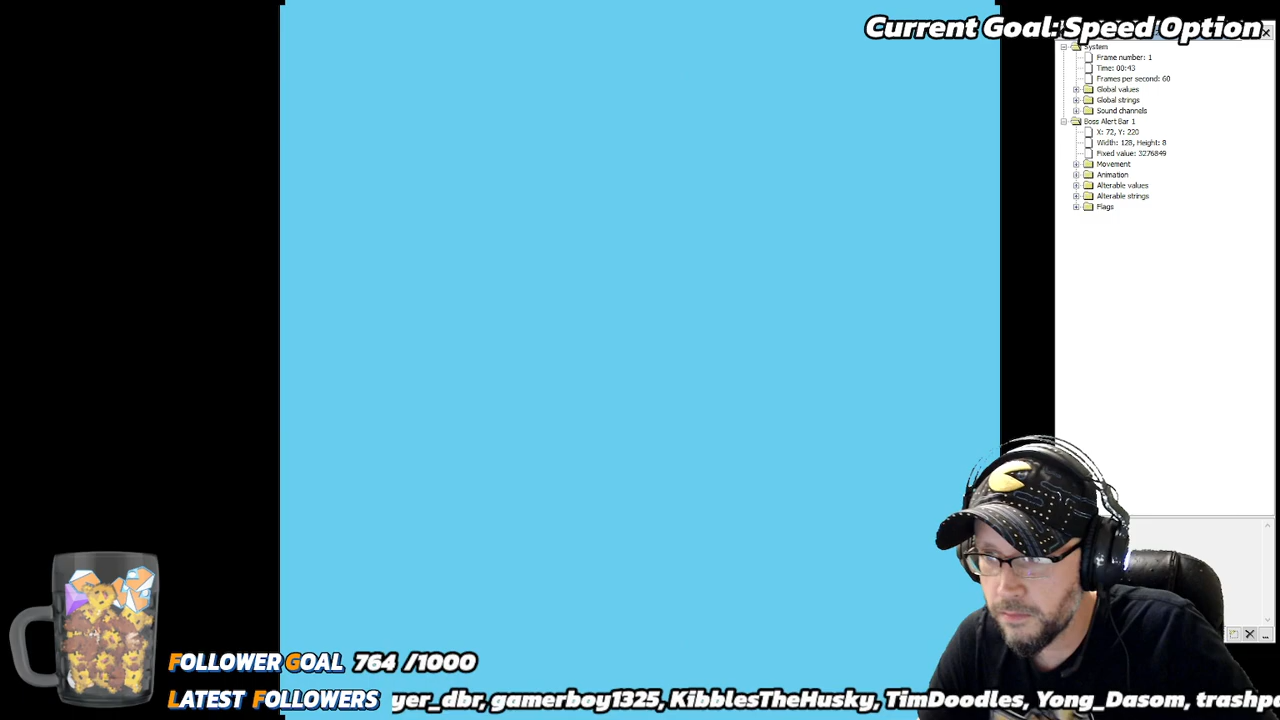 Current Goal: Speed Option
System
Frame number: 1
Time: 00:43
Frames per second: 60
Global values
Global strings
Sound channels
Boss Alert Bar 1
X: 72, Y: 220
Width: 128, Height: 8
Fixed value: 3276849
Movement
Animation
Alterable values
Alterable strings
Flags
FOLLOWER GOAL 764 /1000
LATEST FOLLOWERS yer_dbr, gamerboy1325, KibblesTheHusky, TimDoodles, Yong_Dasom, trashp